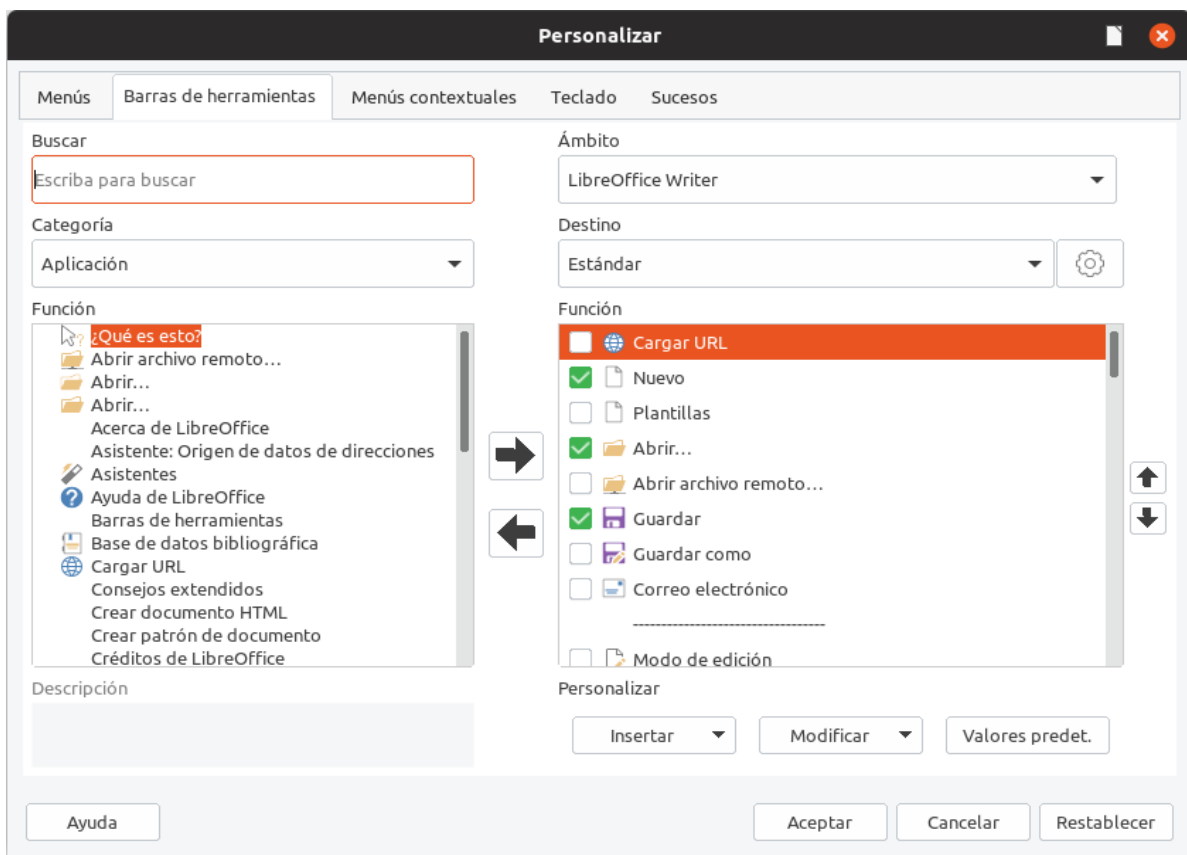 Personalizar
Menús
Barras de herramientas
Menús contextuales
Teclado
Sucesos
Buscar
Escriba para buscar
Categoría
Aplicación
Función
¿Qué es esto?
Abrir archivo remoto...
Abrir...
Abrir...
Acerca de LibreOffice
Asistente: Origen de datos de direcciones
Asistentes
Ayuda de LibreOffice
Barras de herramientas
Base de datos bibliográfica
Cargar URL
Consejos extendidos
Crear documento HTML
Crear patrón de documento
Créditos de LibreOffice
Descripción
Ámbito
LibreOffice Writer
Destino
Estándar
Función
Cargar URL
Nuevo
Plantillas
Abrir...
Abrir archivo remoto...
Guardar
Guardar como
Correo electrónico
----------------------------------
Modo de edición
Personalizar
Insertar
Modificar
Valores predet.
Ayuda
Aceptar
Cancelar
Restablecer